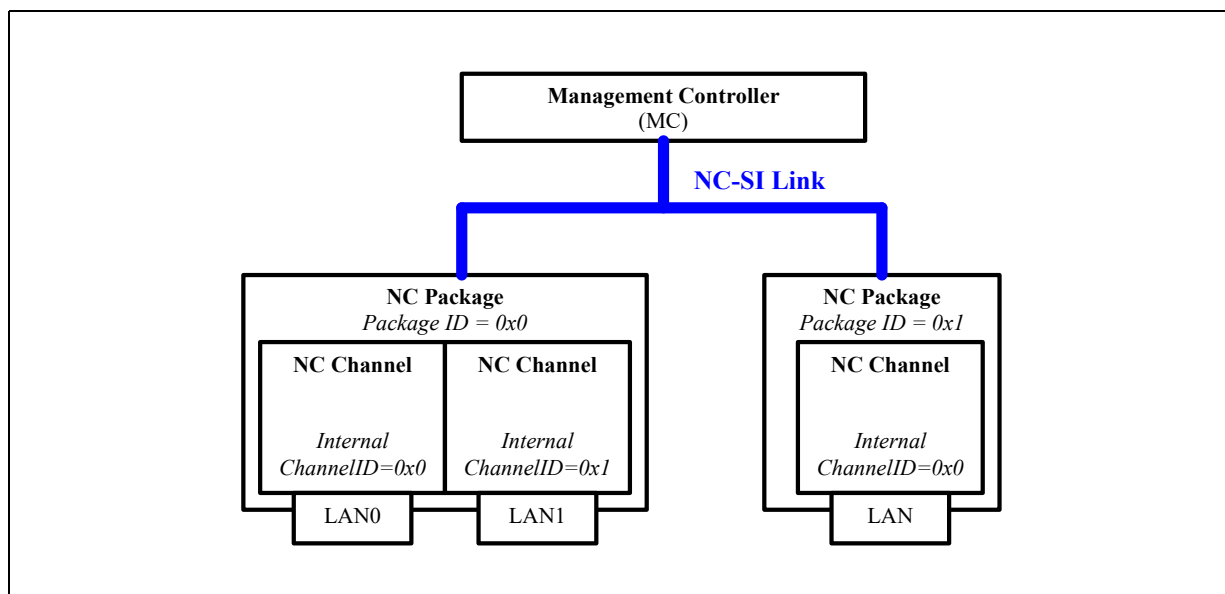 Management Controller
(MC)
NC-SI Link
NC Package
Package ID = 0x0
NC Channel
Internal
ChannelID=0x0
LAN0
NC Channel
Internal
ChannelID=0x1
LAN1
NC Package
Package ID = 0x1
NC Channel
Internal
ChannelID=0x0
LAN